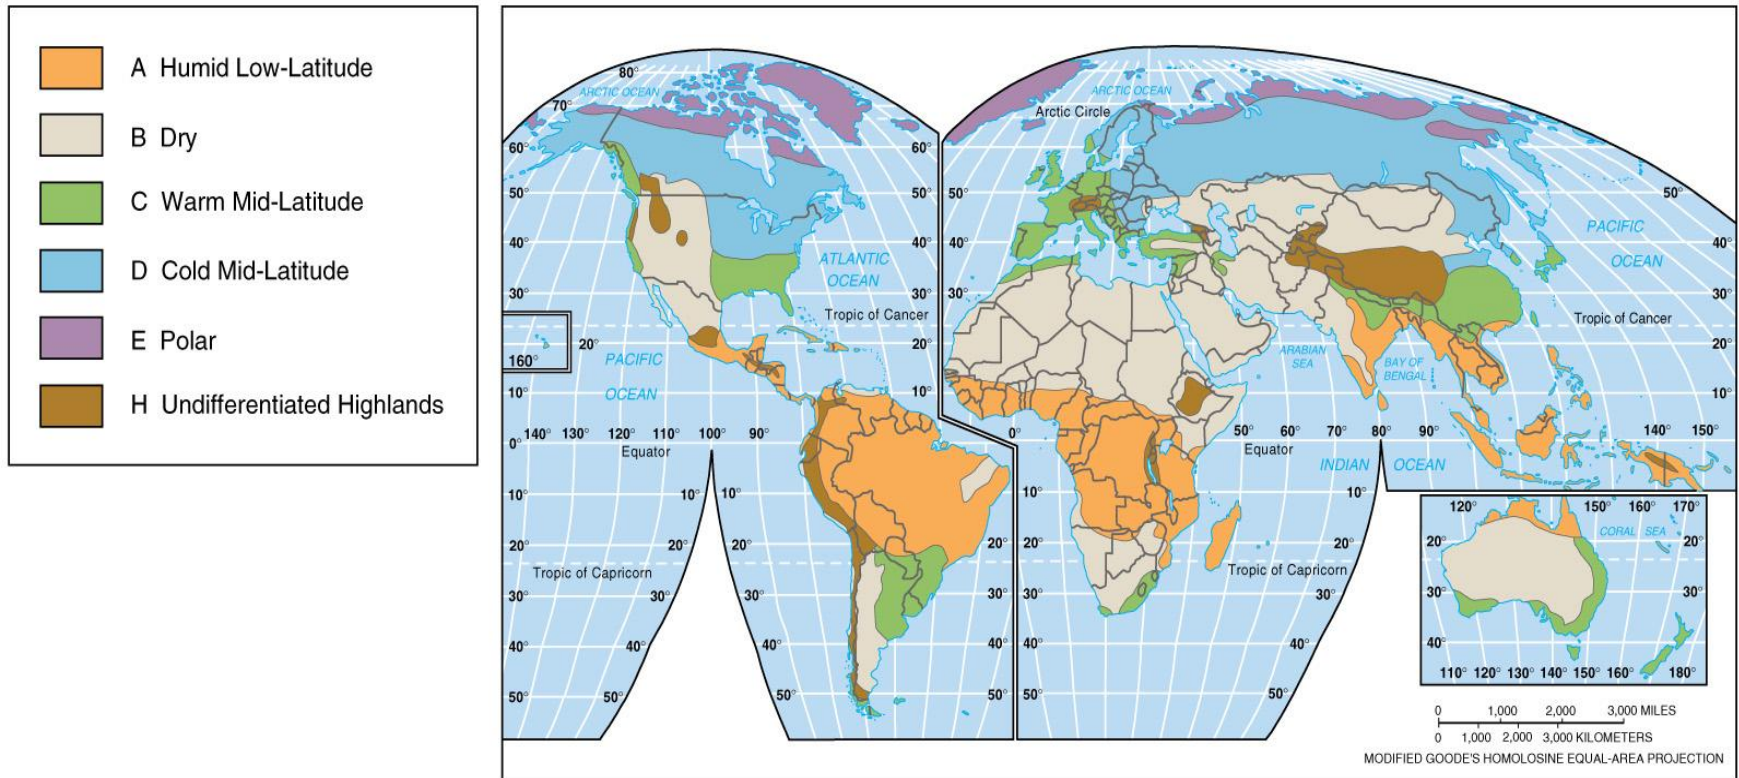 A Humid Low-Latitude
B Dry
C Warm Mid-Latitude
D Cold Mid-Latitude
E Polar
H Undifferentiated Highlands
80°
ARCTIC OCEAN
ARCTIC OCEAN
70°
Arctic Circle
60°
60°
60°
50°
50°
50°
50°
40°
40°
40°
40°
PACIFIC
OCEAN
ATLANTIC
OCEAN
30°
30°
30°
30°
Tropic of Cancer
Tropic of Cancer
160°
20°
20°
20°
PACIFIC
OCEAN
ARABIAN
SEA
BAY OF
BENGAL
10°
10°
10°
0°
140°
130°
120°
110°
100°
90°
0°
50°
60°
70°
80°
90°
140°
150°
Equator
Equator
INDIAN
OCEAN
10°
10°
10°
10°
10°
10°
20°
20°
20°
20°
20°
20°
Tropic of Capricorn
Tropic of Capricorn
30°
30°
30°
30°
30°
30°
40°
40°
40°
40°
40°
40°
50°
50°
50°
50°
50°
50°
120°
150°
160°
170°
CORAL SEA
20°
20°
30°
30°
40°
40°
110°
120°
130°
140°
150°
160°
180°
0
1,000
2,000
3,000 MILES
0
1,000
2,000
3,000 KILOMETERS
MODIFIED GOODE'S HOMOLOSINE EQUAL-AREA PROJECTION